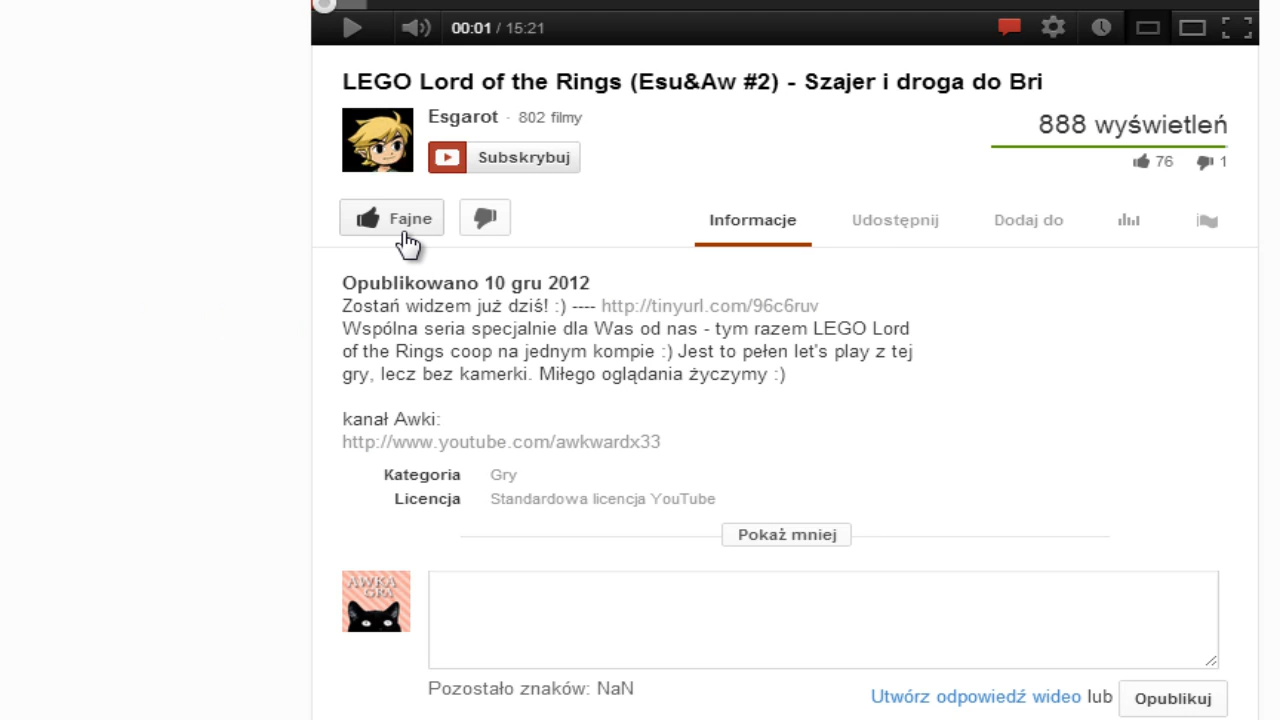 00:01 / 15:21
LEGO Lord of the Rings (Esu&Aw #2) - Szajer i droga do Bri
Esgarot · 802 filmy
888 wyświetleń
Subskrybuj
76 1
Fajne
Informacje Udostępnij Dodaj do
Opublikowano 10 gru 2012
Zostań widzem już dziś! :) ---- http://tinyurl.com/96c6ruv
Wspólna seria specjalnie dla Was od nas - tym razem LEGO Lord
of the Rings coop na jednym kompie :) Jest to pełen let's play z tej
gry, lecz bez kamerki. Miłego oglądania życzymy :)
kanał Awki:
http://www.youtube.com/awkwardx33
Kategoria Gry
Licencja Standardowa licencja YouTube
Pokaż mniej
AWKA
GRA
Pozostało znaków: NaN
Utwórz odpowiedź wideo lub Opublikuj